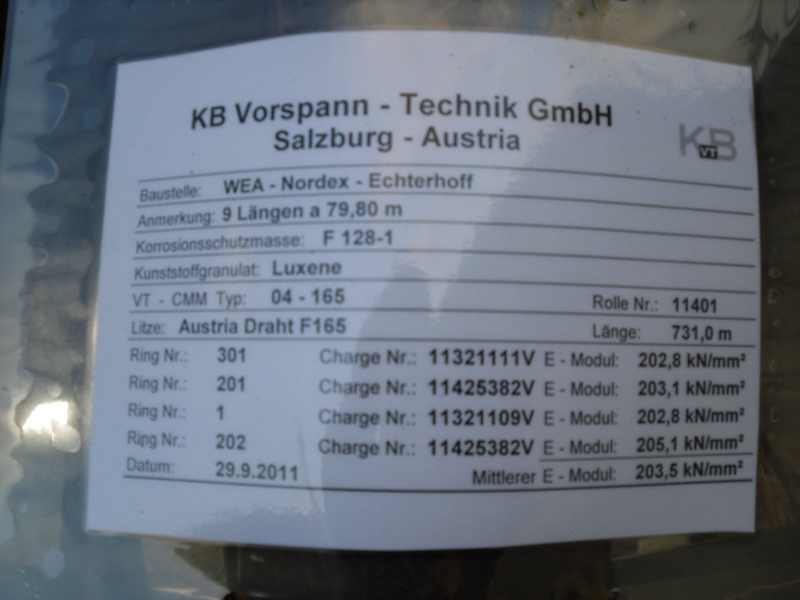 KB Vorspann - Technik GmbH
Salzburg - Austria
KB
VT
Baustelle: WEA - Nordex - Echterhoff
Anmerkung: 9 Längen a 79,80 m
Korrosionsschutzmasse: F 128-1
Kunststoffgranulat: Luxene
VT - CMM Typ: 04 - 165 Rolle Nr.: 11401
Litze: Austria Draht F165 Länge: 731,0 m
Ring Nr.: 301 Charge Nr.: 11321111V E - Modul: 202,8 kN/mm²
Ring Nr.: 201 Charge Nr.: 11425382V E - Modul: 203,1 kN/mm²
Ring Nr.: 1 Charge Nr.: 11321109V E - Modul: 202,8 kN/mm²
Ring Nr.: 202 Charge Nr.: 11425382V E - Modul: 205,1 kN/mm²
Datum: 29.9.2011 Mittlerer E - Modul: 203,5 kN/mm²